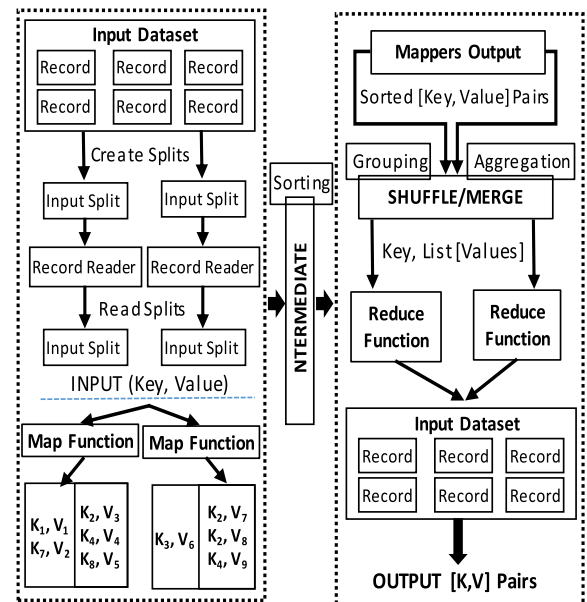 Input Dataset
Record Record Record
Record Record Record
Create Splits
Input Split Input Split
Record Reader Record Reader
Read Splits
Input Split Input Split
INPUT (Key, Value)
Map Function Map Function
K₁, V₁
K₇, V₂
K₂, V₃
K₄, V₄
K₈, V₅
K₃, V₆
K₂, V₇
K₂, V₈
K₄, V₉
Sorting
NTERMEDIATE
Mappers Output
Sorted [Key, Value] Pairs
Grouping Aggregation
SHUFFLE/MERGE
Key, List [Values]
Reduce Function
Reduce Function
Input Dataset
Record Record Record
Record Record Record
OUTPUT [K,V] Pairs